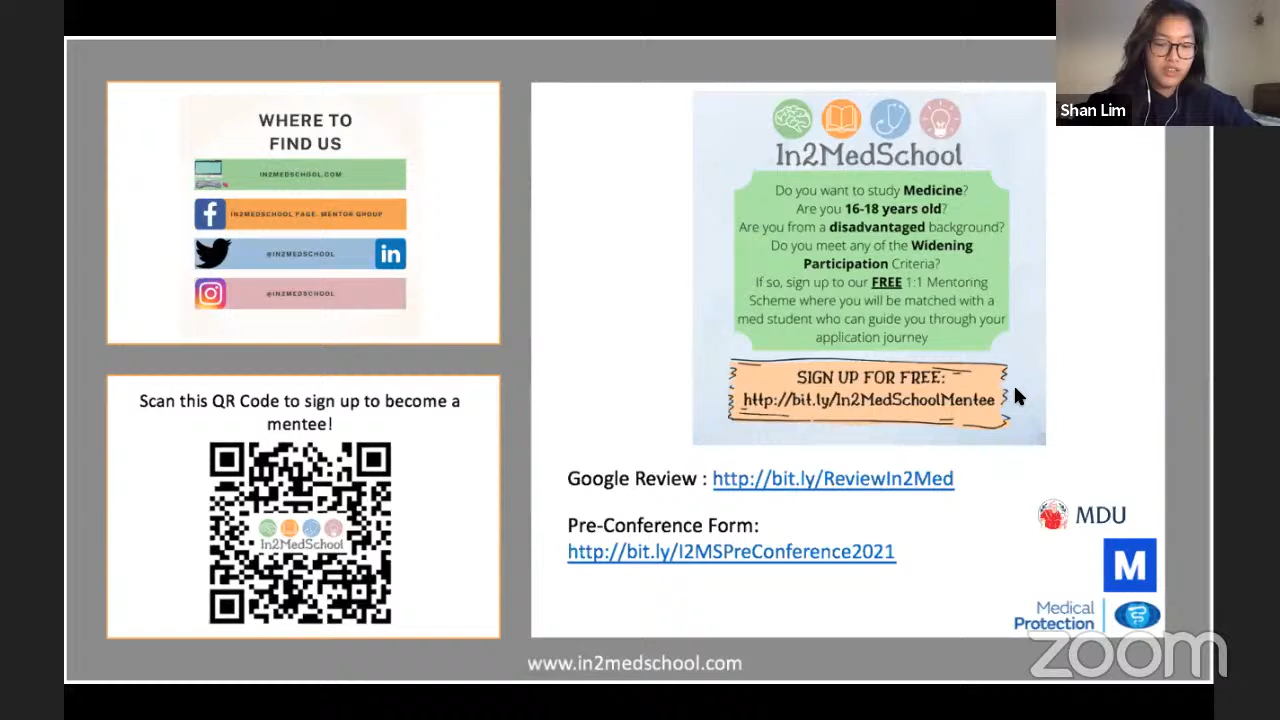 WHERE TO
FIND US
IN2MEDSCHOOL.COM
IN2MEDSCHOOL PAGE, MENTOR GROUP
@IN2MEDSCHOOL
in
@IN2MEDSCHOOL
Scan this QR Code to sign up to become a
mentee!
In2MedSchool
In2MedSchool
Do you want to study Medicine?
Are you 16-18 years old?
Are you from a disadvantaged background?
Do you meet any of the Widening
Participation Criteria?
If so, sign up to our FREE 1:1 Mentoring
Scheme where you will be matched with a
med student who can guide you through your
application journey
SIGN UP FOR FREE:
http://bit.ly/In2MedSchoolMentee
Google Review : http://bit.ly/ReviewIn2Med
Pre-Conference Form:
http://bit.ly/I2MSPreConference2021
MDU
M
Medical
Protection
www.in2medschool.com
Shan Lim
zoom